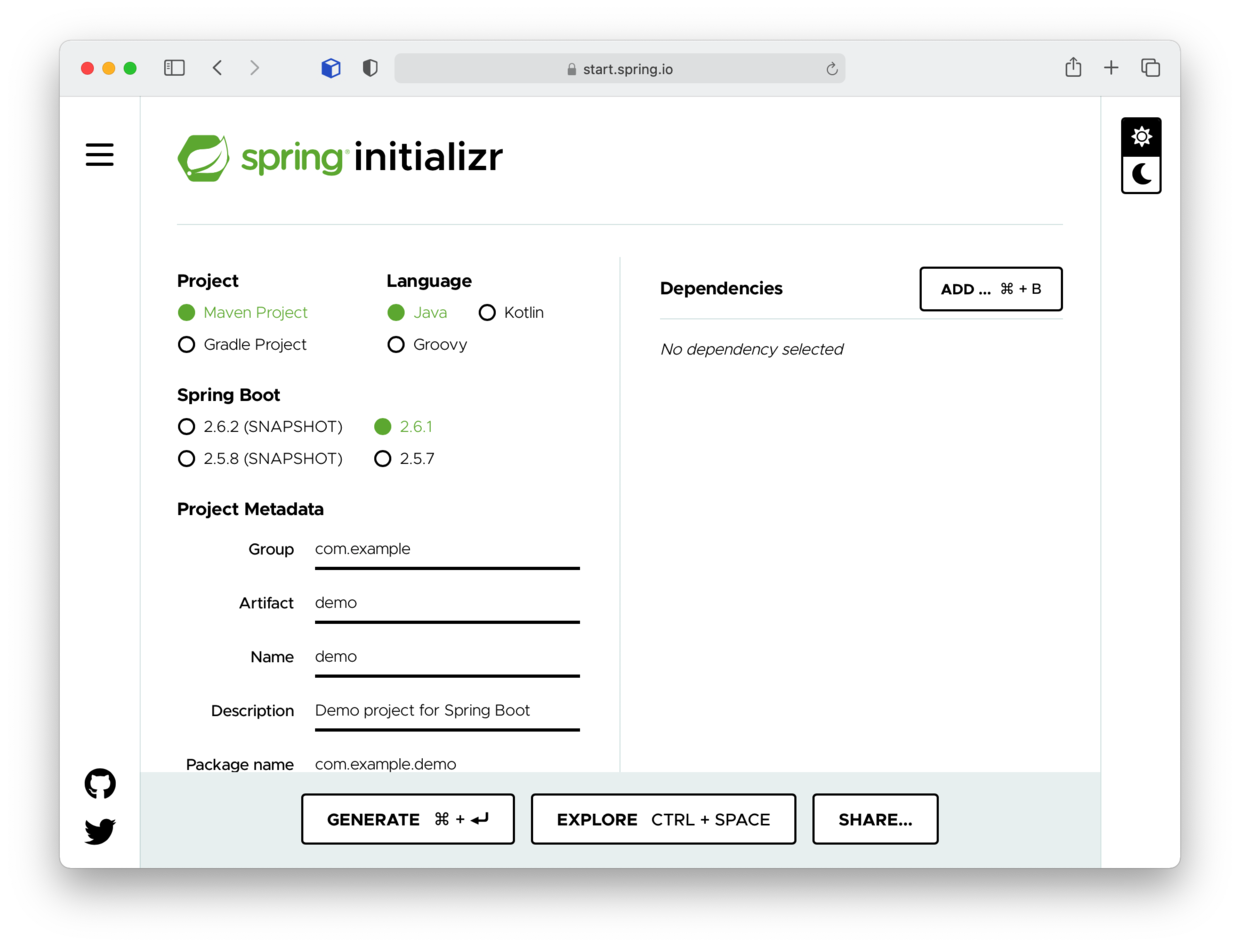 start.spring.io
spring initializr
Project
Maven Project
Gradle Project
Language
Java Kotlin
Groovy
Spring Boot
2.6.2 (SNAPSHOT) 2.6.1
2.5.8 (SNAPSHOT) 2.5.7
Project Metadata
Group com.example
Artifact demo
Name demo
Description Demo project for Spring Boot
Package name com.example.demo
Dependencies
ADD ... ⌘ + B
No dependency selected
GENERATE ⌘ + ⏎
EXPLORE CTRL + SPACE
SHARE...